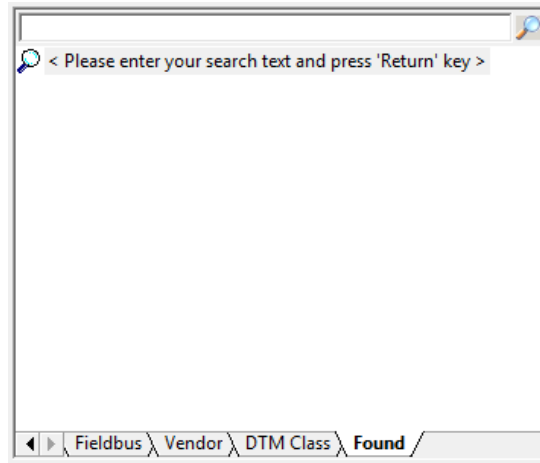 < Please enter your search text and press 'Return' key >
Fieldbus Vendor DTM Class Found